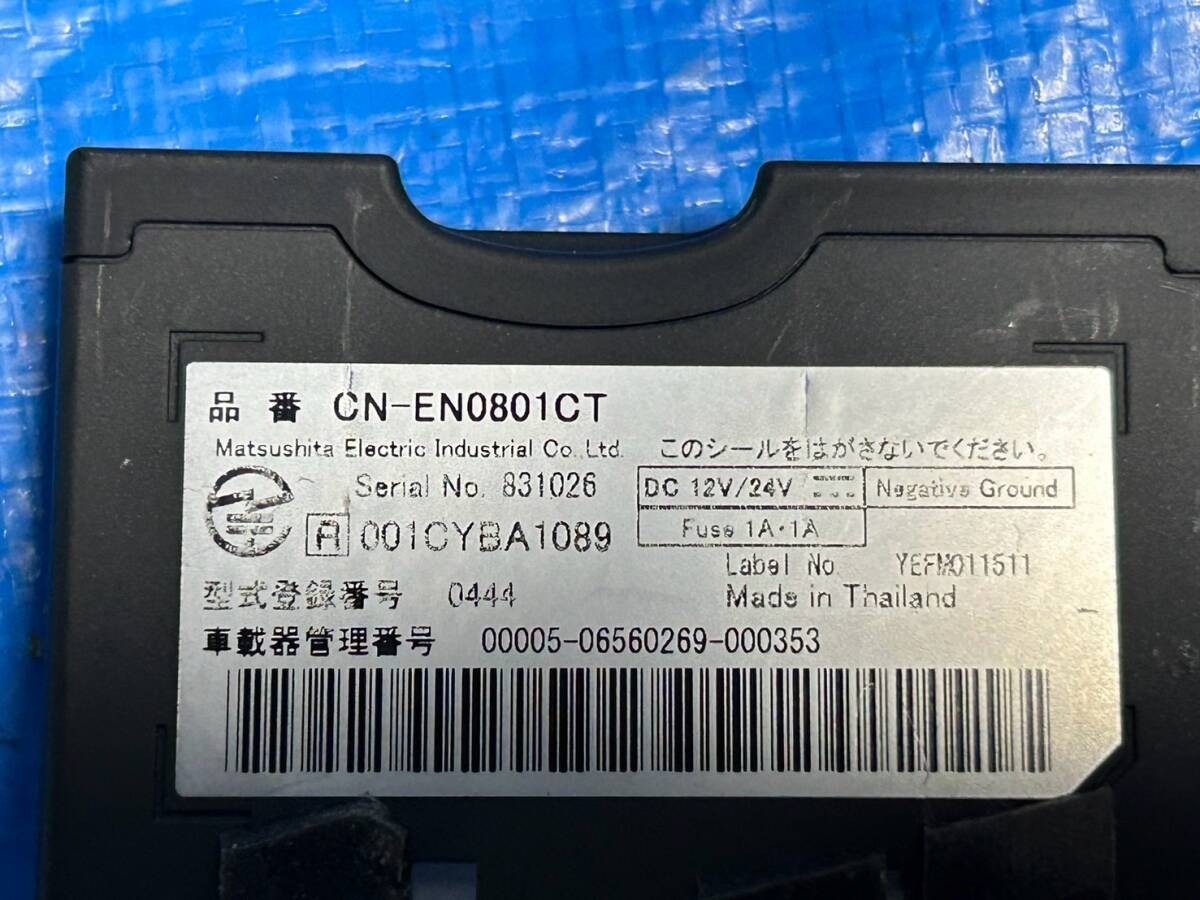 品 番 CN-EN0801CT
Matsushita Electric Industrial Co.,Ltd.
このシールをはがさないでください。
Serial No. 831026
DC 12V/24V
Negative Ground
R 001CYBA1089
Fuse 1A・1A
Label No. YEFM011511
型式登録番号 0444
Made in Thailand
車載器管理番号 00005-06560269-000353